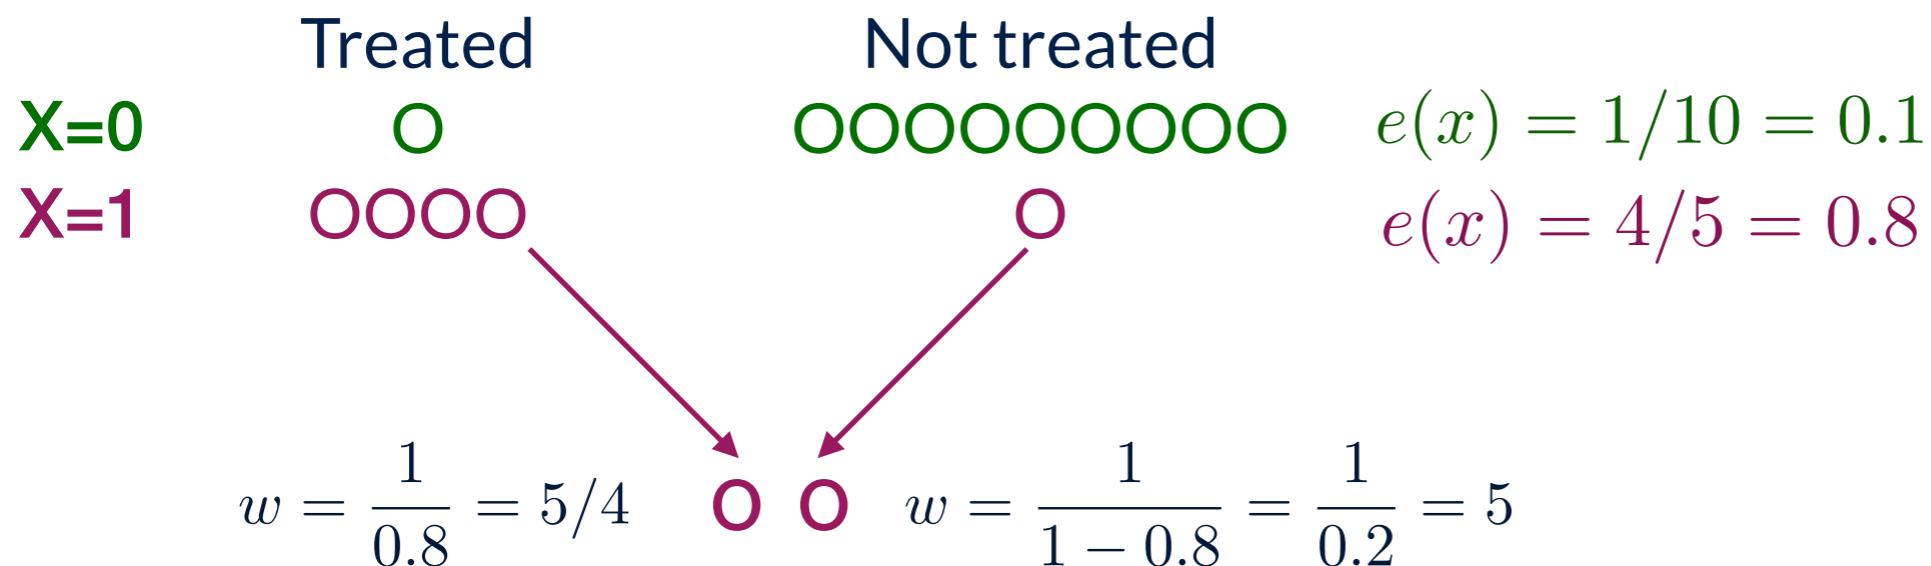 Treated Not treated
X=0 O OOOOOOOOO e(x) = 1/10 = 0.1
X=1 OOOO O e(x) = 4/5 = 0.8
w = 1/0.8 = 5/4 O O w = 1/(1 − 0.8) = 1/0.2 = 5